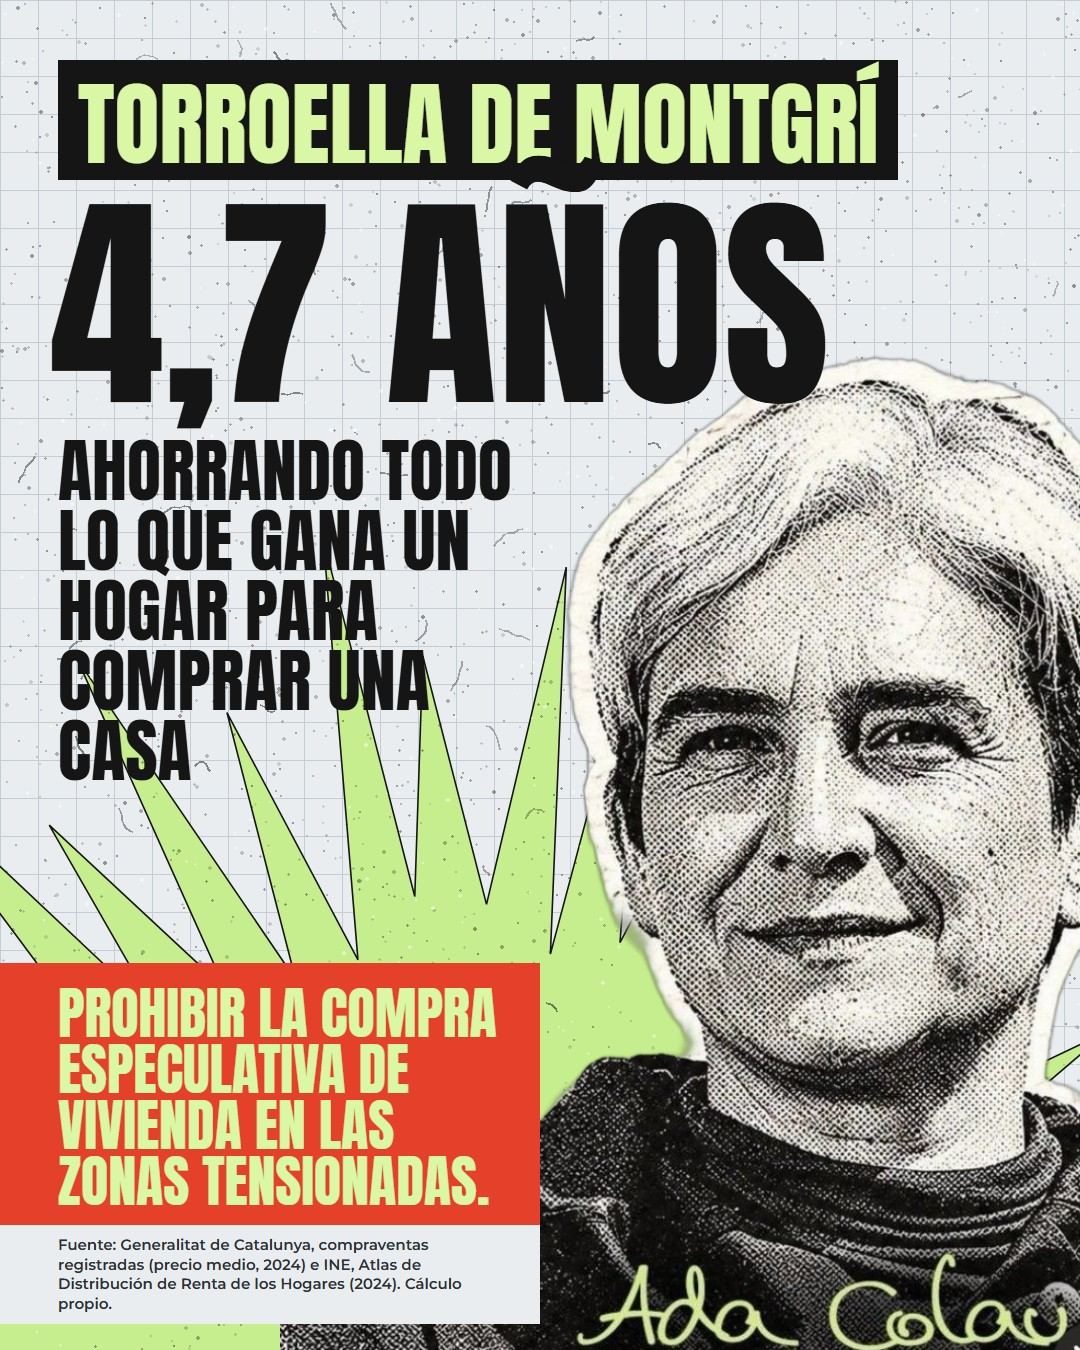 TORROELLA DE MONTGRÍ
4,7 AÑOS
AHORRANDO TODO
LO QUE GANA UN
HOGAR PARA
COMPRAR UNA
CASA
PROHIBIR LA COMPRA
ESPECULATIVA DE
VIVIENDA EN LAS
ZONAS TENSIONADAS.
Fuente: Generalitat de Catalunya, compraventas
registradas (precio medio, 2024) e INE, Atlas de
Distribución de Renta de los Hogares (2024). Cálculo
propio.
Ada Colau